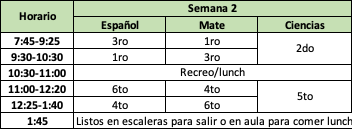 Horario Semana 2
Español Mate Ciencias
7:45-9:25 3ro 1ro 2do
9:30-10:30 1ro 3ro
10:30-11:00 Recreo/lunch
11:00-12:20 6to 4to 5to
12:25-1:40 4to 6to
1:45 Listos en escaleras para salir o en aula para comer lunch